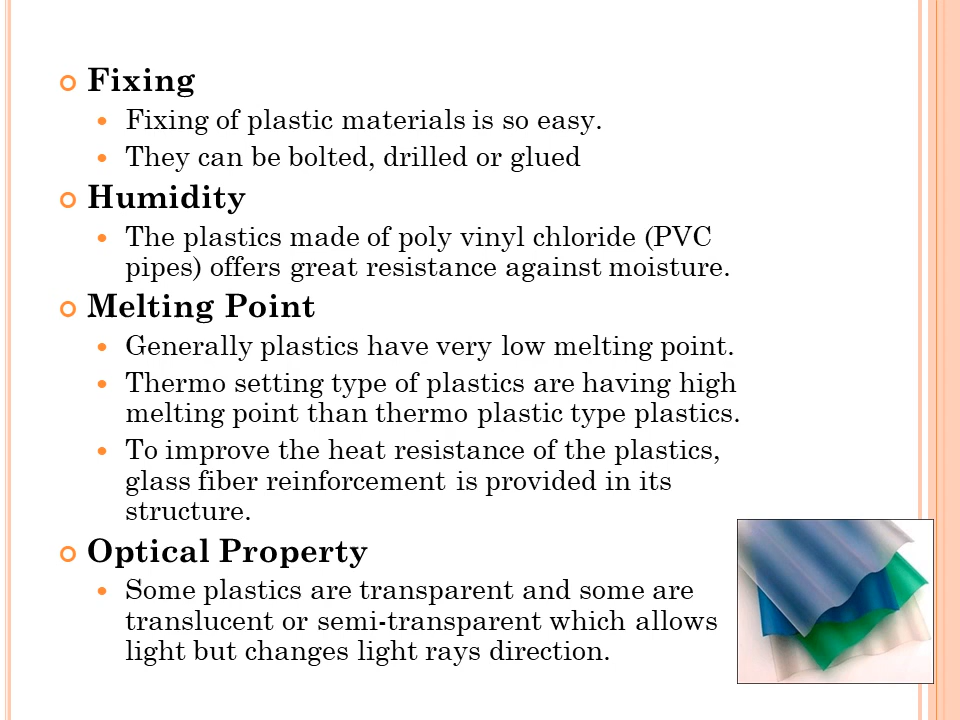 Fixing
Fixing of plastic materials is so easy.
They can be bolted, drilled or glued
Humidity
The plastics made of poly vinyl chloride (PVC
pipes) offers great resistance against moisture.
Melting Point
Generally plastics have very low melting point.
Thermo setting type of plastics are having high
melting point than thermo plastic type plastics.
To improve the heat resistance of the plastics,
glass fiber reinforcement is provided in its
structure.
Optical Property
Some plastics are transparent and some are
translucent or semi-transparent which allows
light but changes light rays direction.